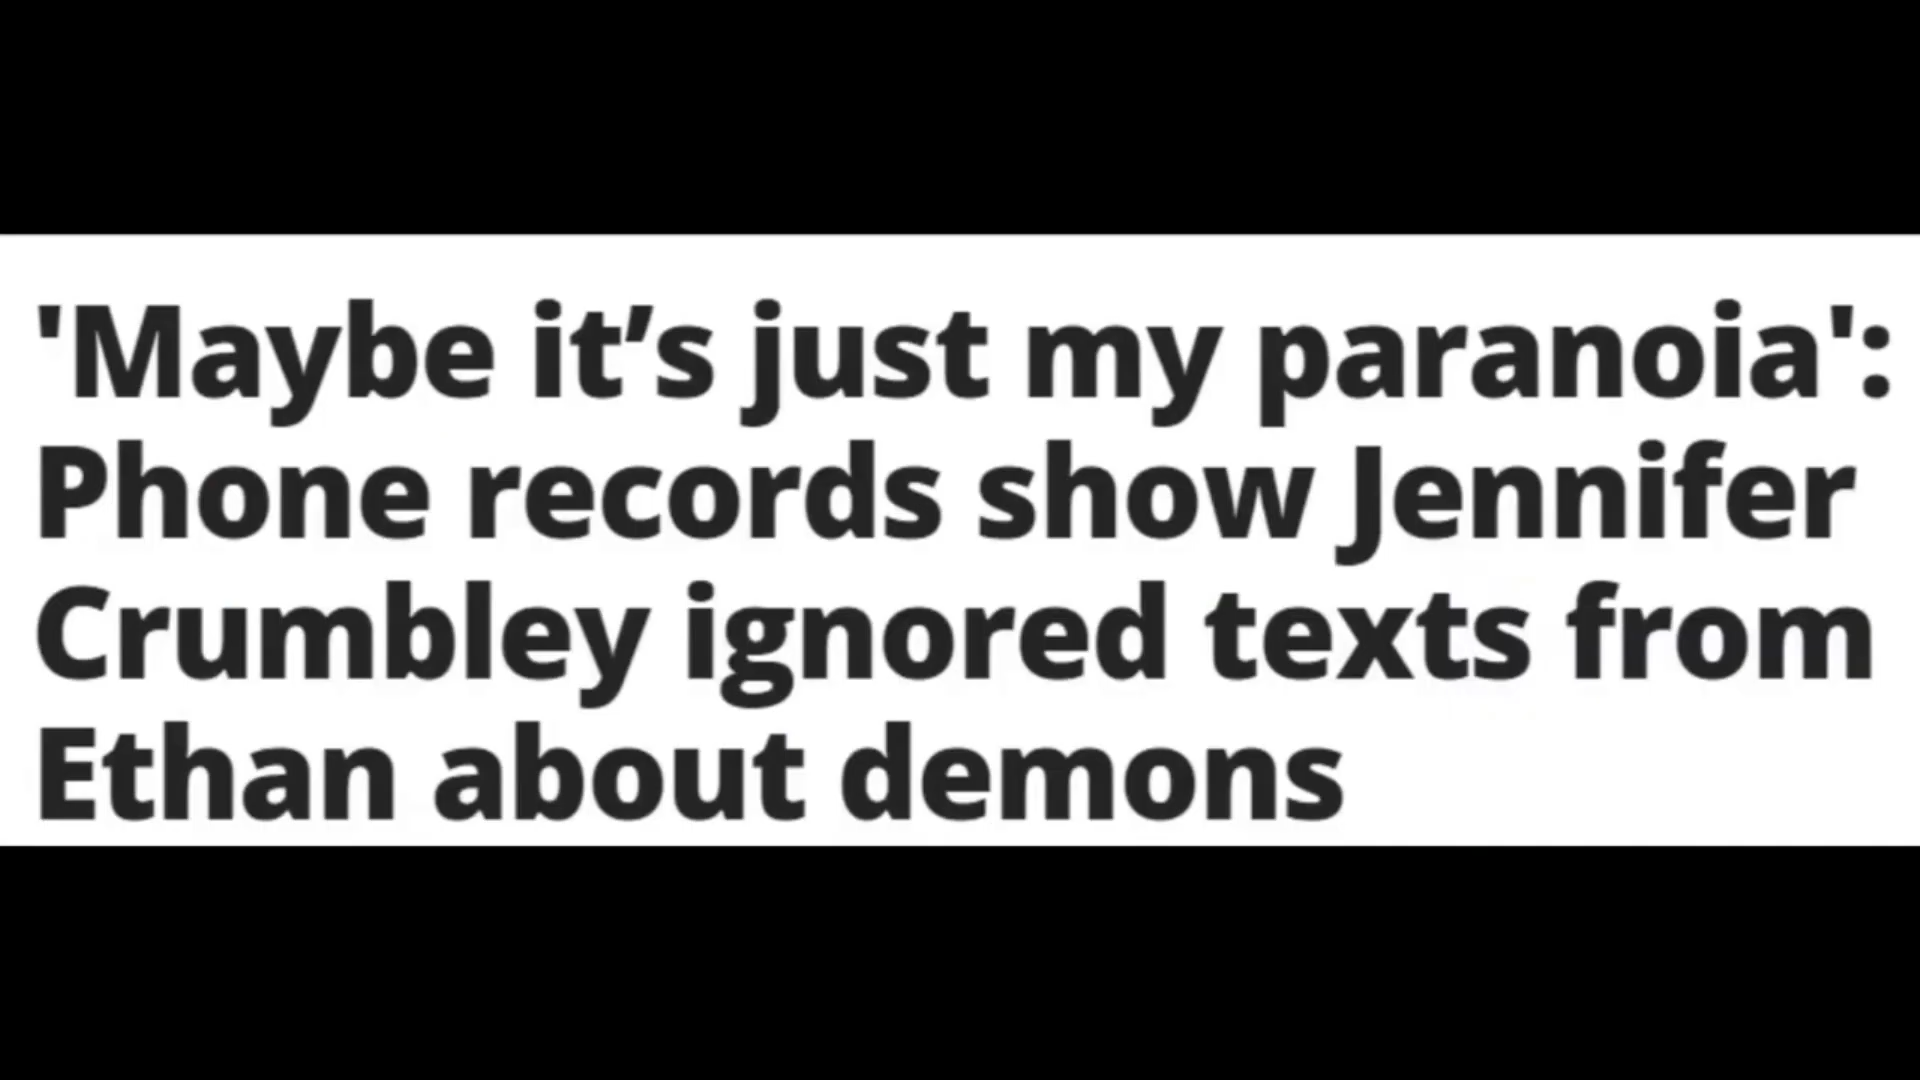 'Maybe it’s just my paranoia':
Phone records show Jennifer
Crumbley ignored texts from
Ethan about demons